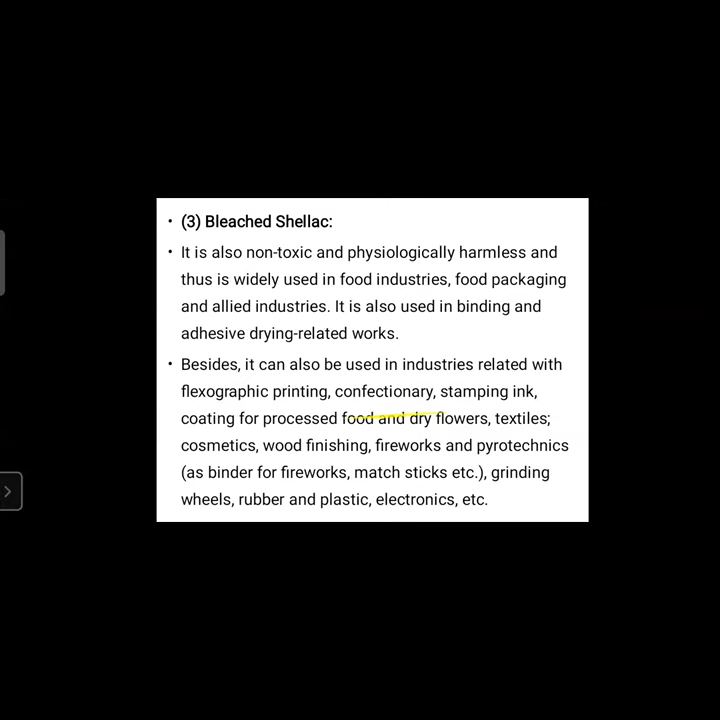 • (3) Bleached Shellac:
• It is also non-toxic and physiologically harmless and
thus is widely used in food industries, food packaging
and allied industries. It is also used in binding and
adhesive drying-related works.
• Besides, it can also be used in industries related with
flexographic printing, confectionary, stamping ink,
coating for processed food and dry flowers, textiles;
cosmetics, wood finishing, fireworks and pyrotechnics
(as binder for fireworks, match sticks etc.), grinding
wheels, rubber and plastic, electronics, etc.